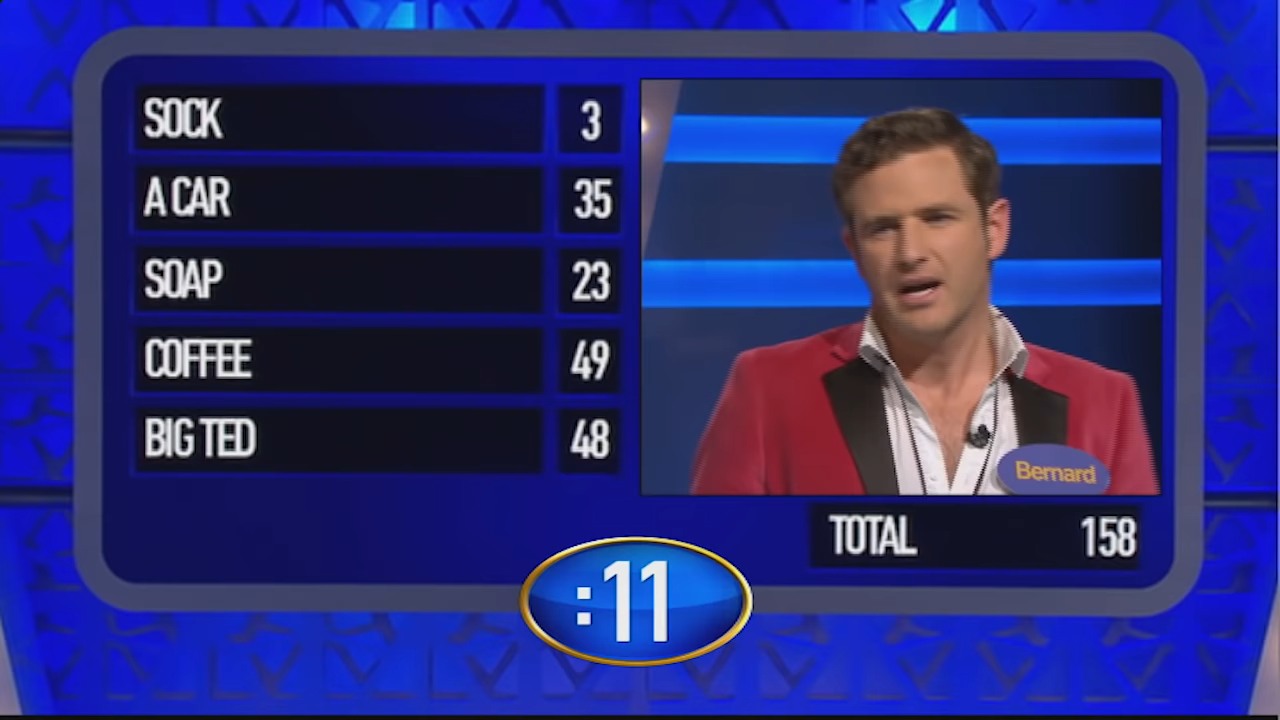 SOCK 3
A CAR 35
SOAP 23
COFFEE 49
BIG TED 48
Bernard
TOTAL 158
:11